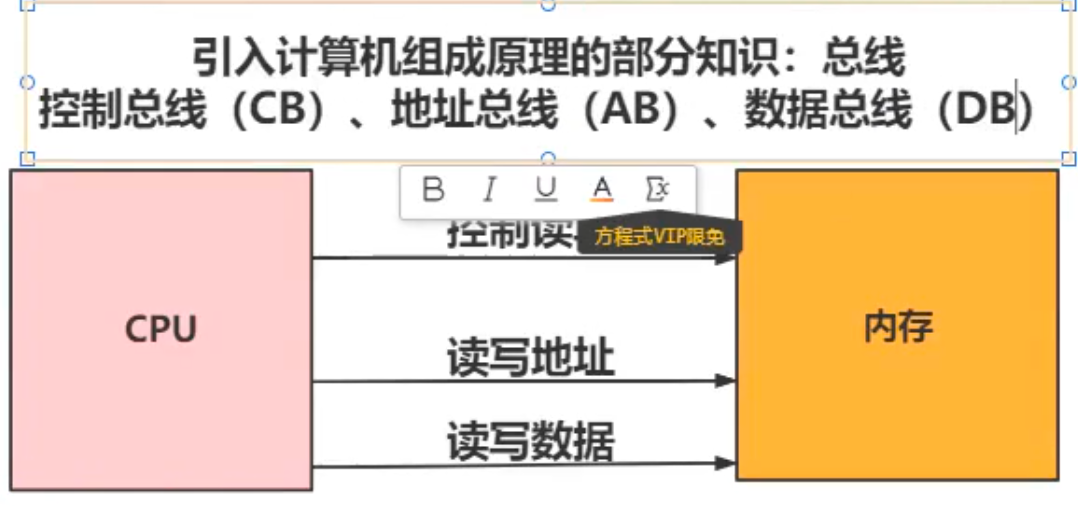 引入计算机组成原理的部分知识：总线
控制总线（CB）、地址总线（AB）、数据总线（DB）
B I U A
控制读
方程式VIP限免
CPU
内存
读写地址
读写数据